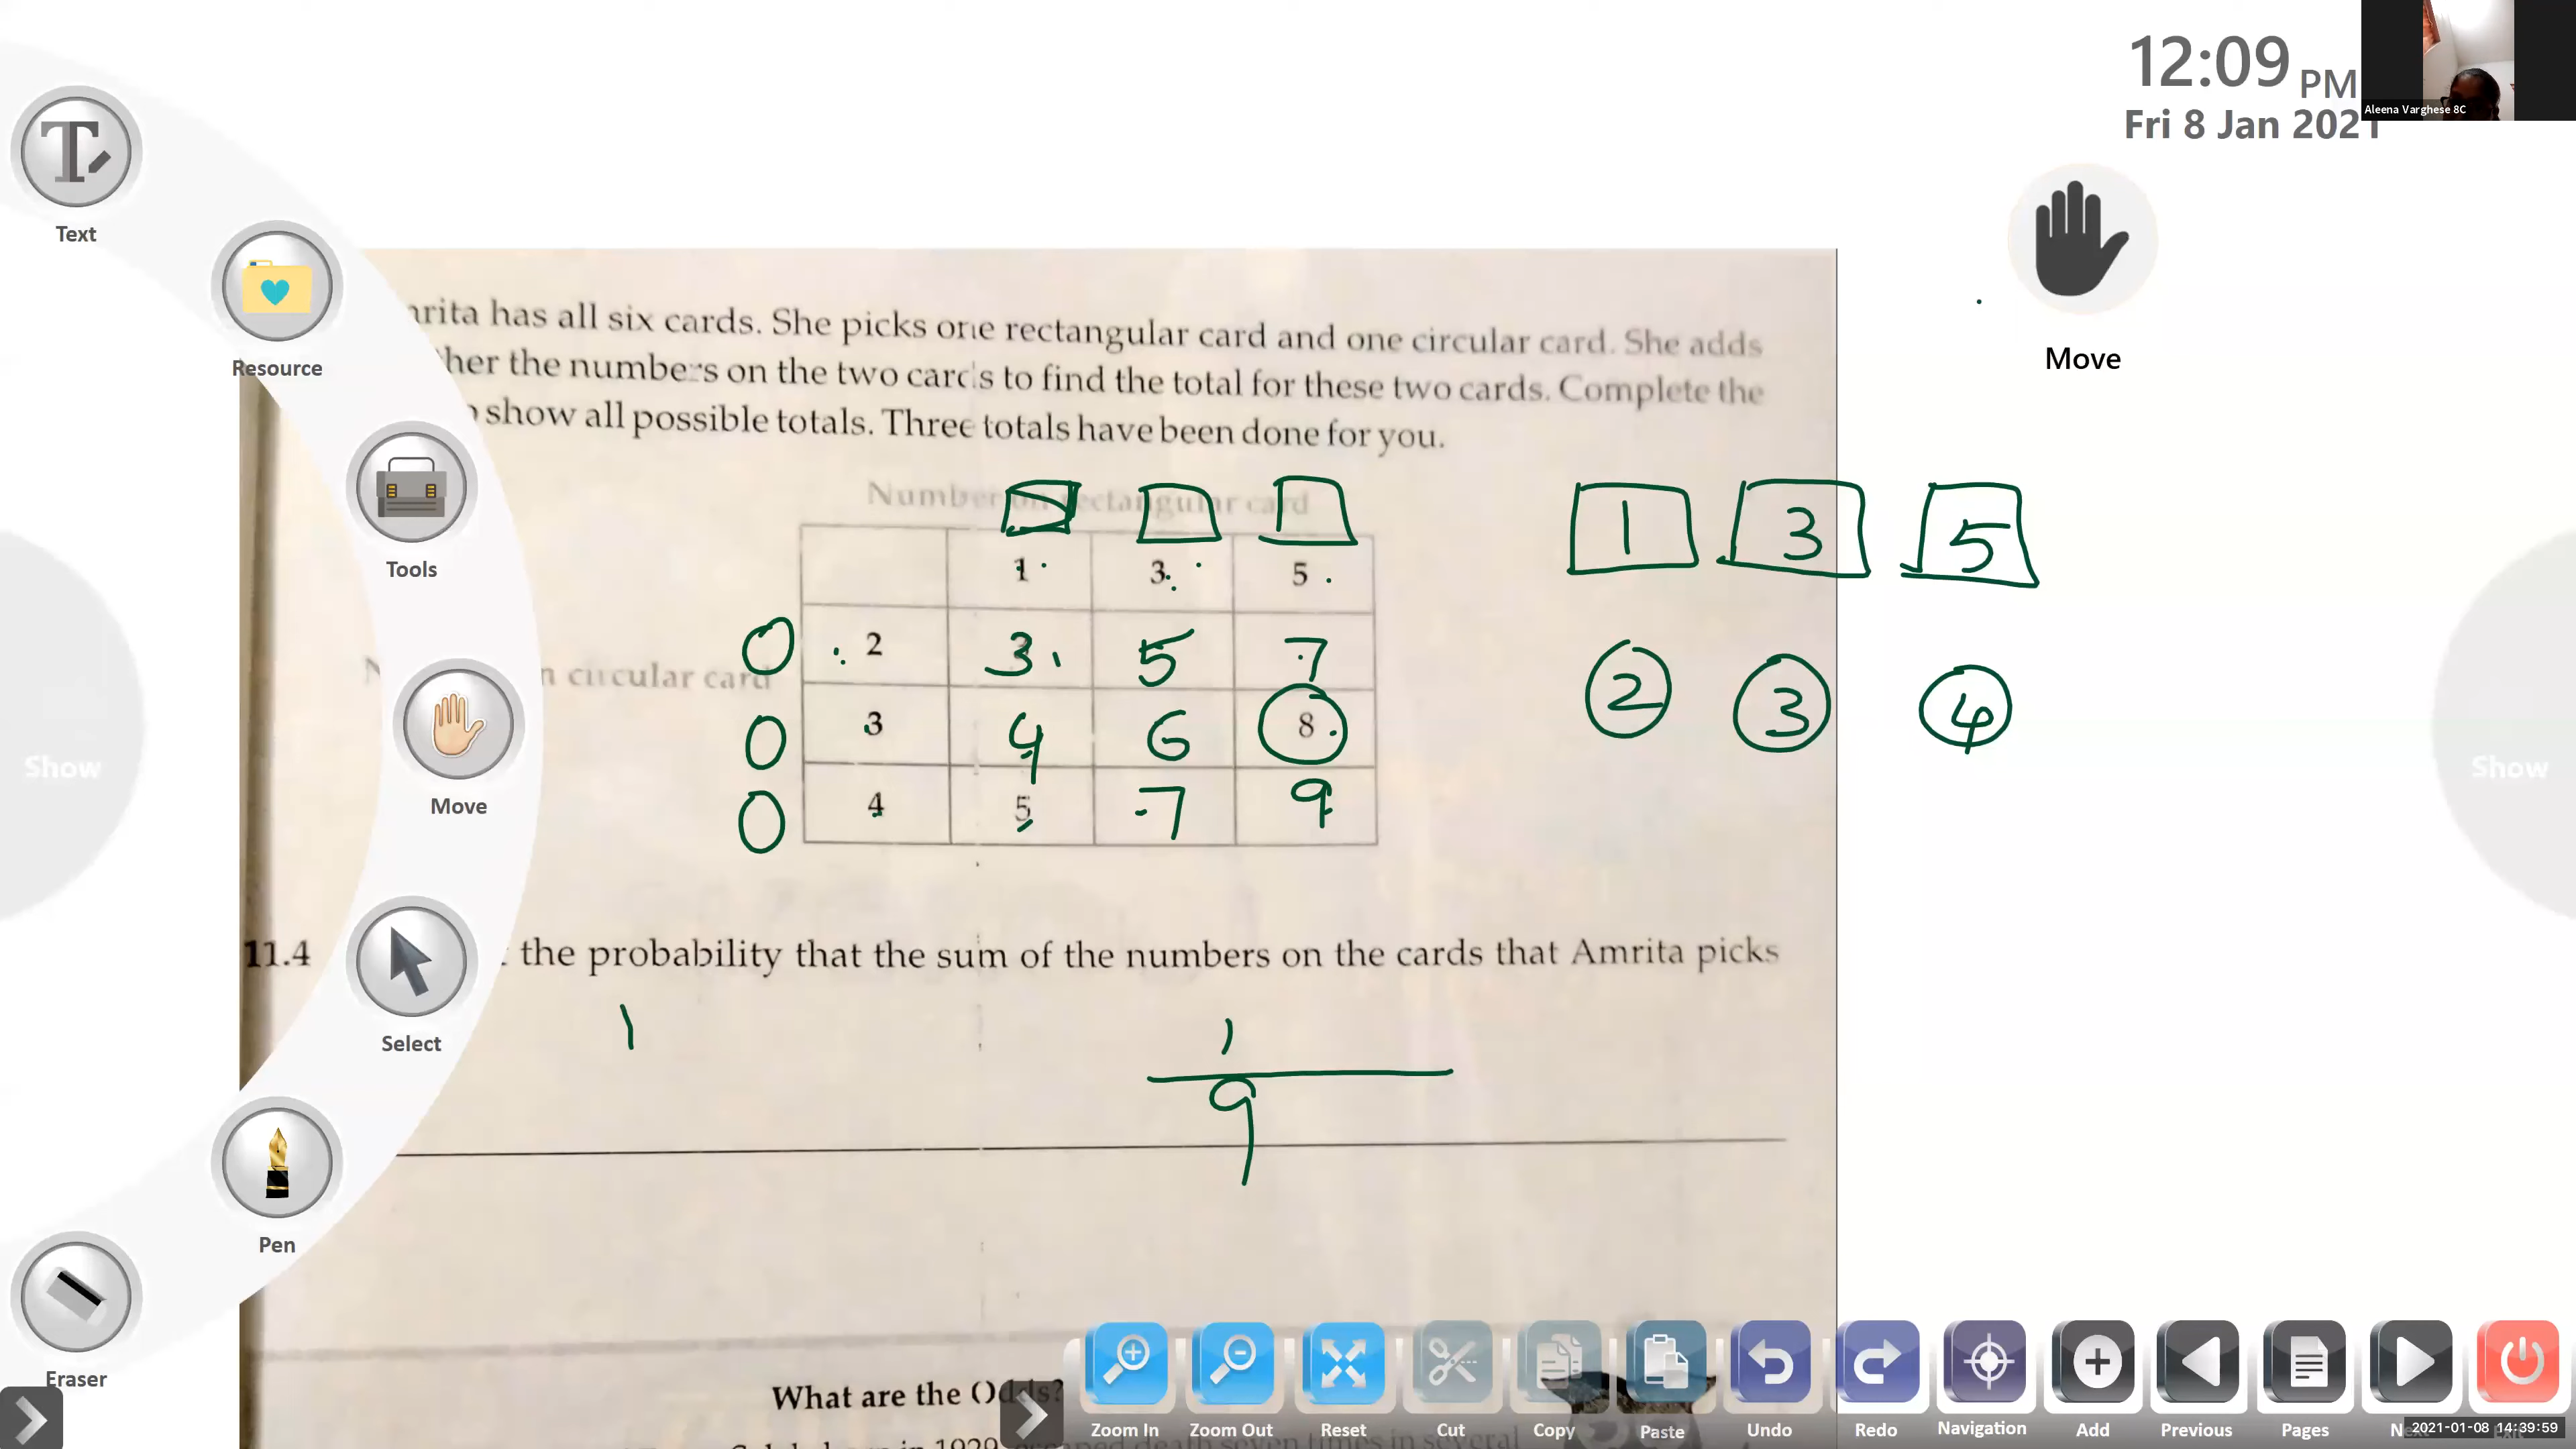 12:09 PM
Fri 8 Jan 2021
Aleena Varghese 8C
Text
Resource
Tools
Move
Select
Pen
Eraser
Move
Show
Show
rita has all six cards. She picks one rectangular card and one circular card. She adds
her the numbers on the two cards to find the total for these two cards. Complete the
show all possible totals. Three totals have been done for you.
Number on rectangular card
1 3 5
2 3 5 7
n circular card
3 4 6 8
4 5 7 9
1 3 5
2 3 4
11.4 the probability that the sum of the numbers on the cards that Amrita picks
1
1
9
What are the Odds?
Zoom In Zoom Out Reset Cut Copy Paste Undo Redo Navigation Add Previous Pages
2021-01-08 14:39:59